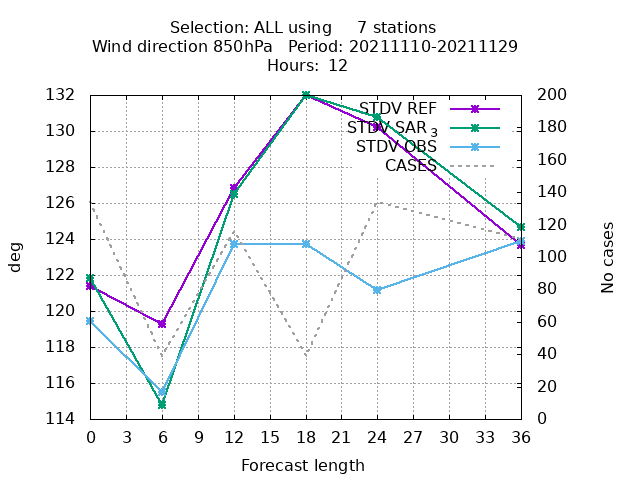 Selection: ALL using     7 stations
Wind direction 850hPa   Period: 20211110-20211129
Hours: 12
132
130
128
126
124
122
120
118
116
114
deg
STDV REF
STDV SAR 3
STDV OBS
CASES
200
180
160
140
120
100
80
60
40
20
0
No cases
0 3 6 9 12 15 18 21 24 27 30 33 36
Forecast length